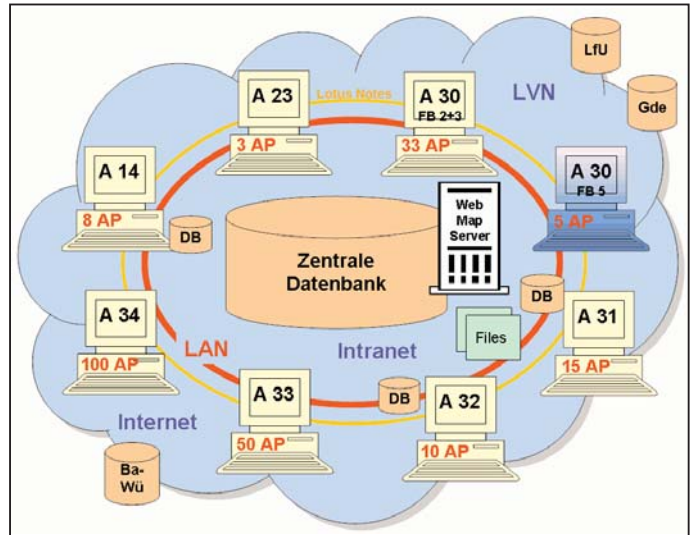 LfU
A 23
Lotus Notes
A 30
FB 2+3
LVN
Gde
3 AP
33 AP
A 14
A 30
FB 5
8 AP
DB
Web
Map
Server
5 AP
Zentrale
Datenbank
DB
A 34
A 31
LAN
Intranet
Files
100 AP
15 AP
A 33
DB
A 32
Internet
50 AP
10 AP
Ba-
Wü